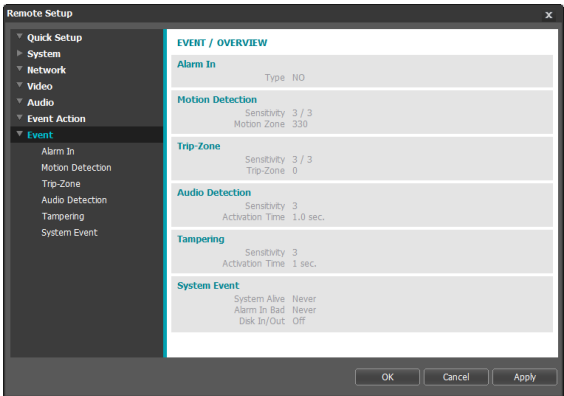 Remote Setup
x
Quick Setup
System
Network
Video
Audio
Event Action
Event
Alarm In
Motion Detection
Trip-Zone
Audio Detection
Tampering
System Event
EVENT / OVERVIEW
Alarm In
Type NO
Motion Detection
Sensitivity 3 / 3
Motion Zone 330
Trip-Zone
Sensitivity 3 / 3
Trip-Zone 0
Audio Detection
Sensitivity 3
Activation Time 1.0 sec.
Tampering
Sensitivity 3
Activation Time 1 sec.
System Event
System Alive Never
Alarm In Bad Never
Disk In/Out Off
OK Cancel Apply